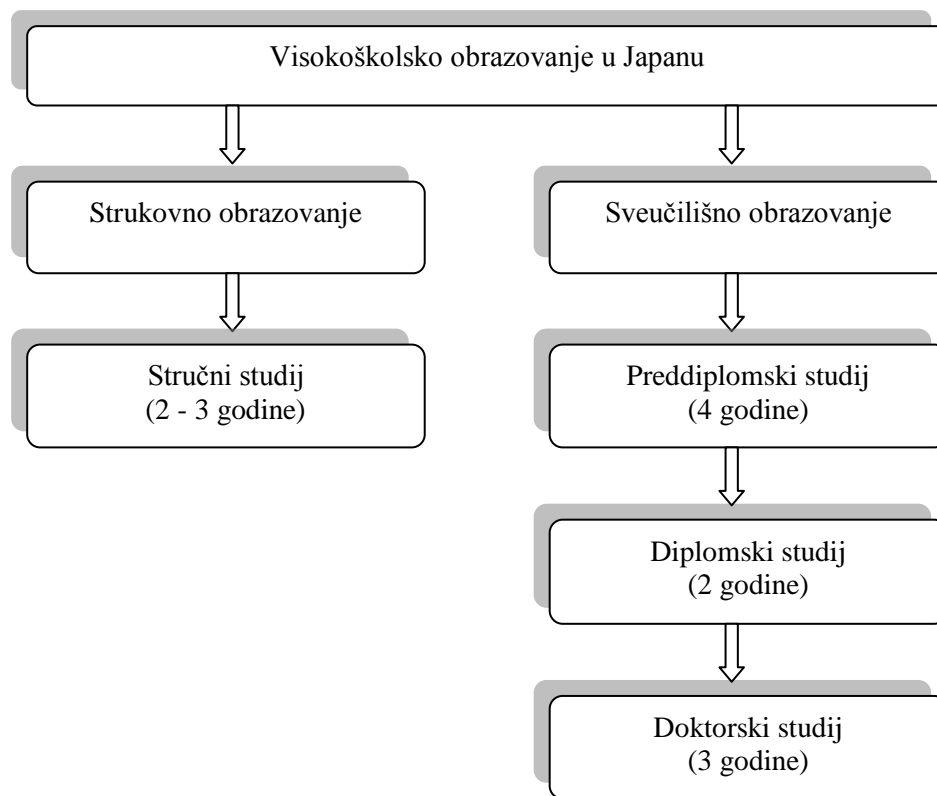 Visokoškolsko obrazovanje u Japanu
Strukovno obrazovanje
Sveučilišno obrazovanje
Stručni studij
(2 - 3 godine)
Preddiplomski studij
(4 godine)
Diplomski studij
(2 godine)
Doktorski studij
(3 godine)